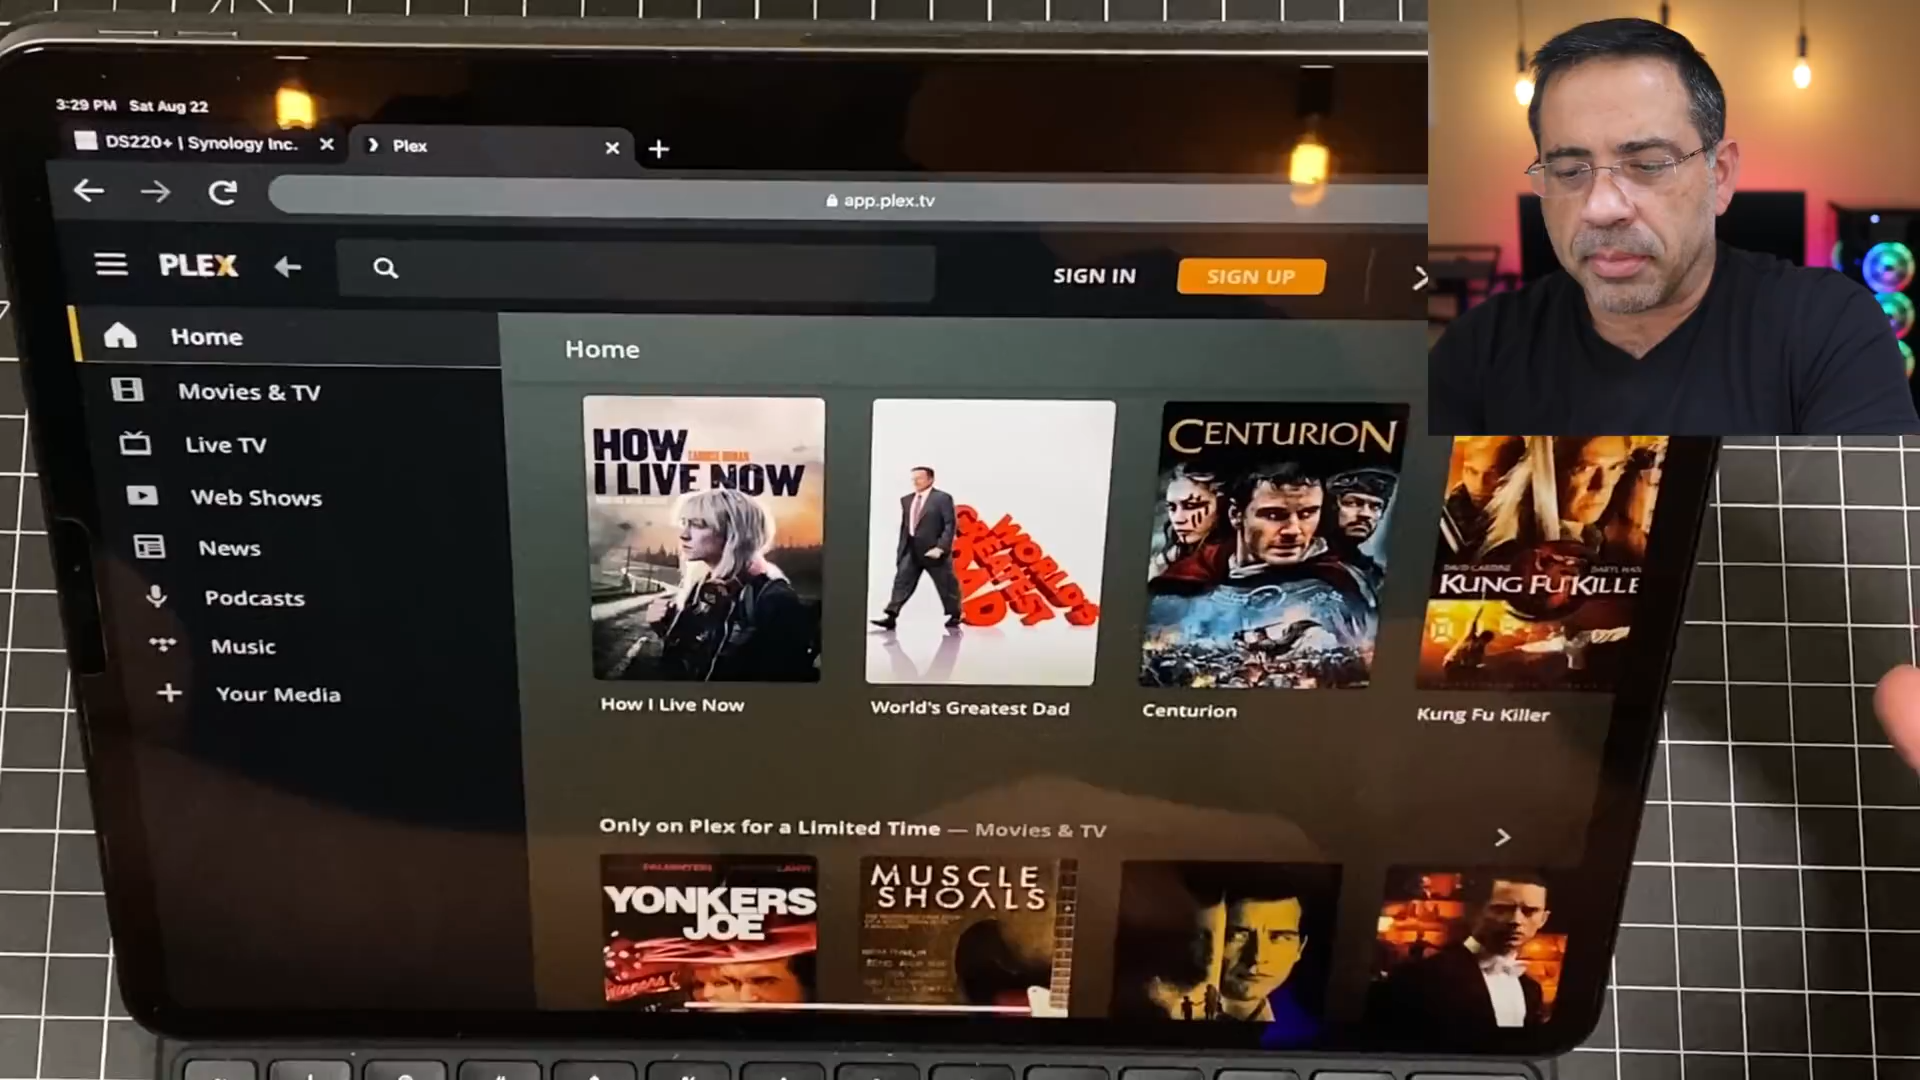 3:29 PM Sat Aug 22
DS220+ | Synology Inc.
Plex
app.plex.tv
PLEX
SIGN IN
SIGN UP
Home
Movies & TV
Live TV
Web Shows
News
Podcasts
Music
Your Media
Home
HOW
I LIVE NOW
WORLD'S
GREATEST
DAD
CENTURION
KUNG FU KILLE
How I Live Now
World's Greatest Dad
Centurion
Kung Fu Killer
Only on Plex for a Limited Time — Movies & TV
YONKERS
JOE
MUSCLE
SHOALS